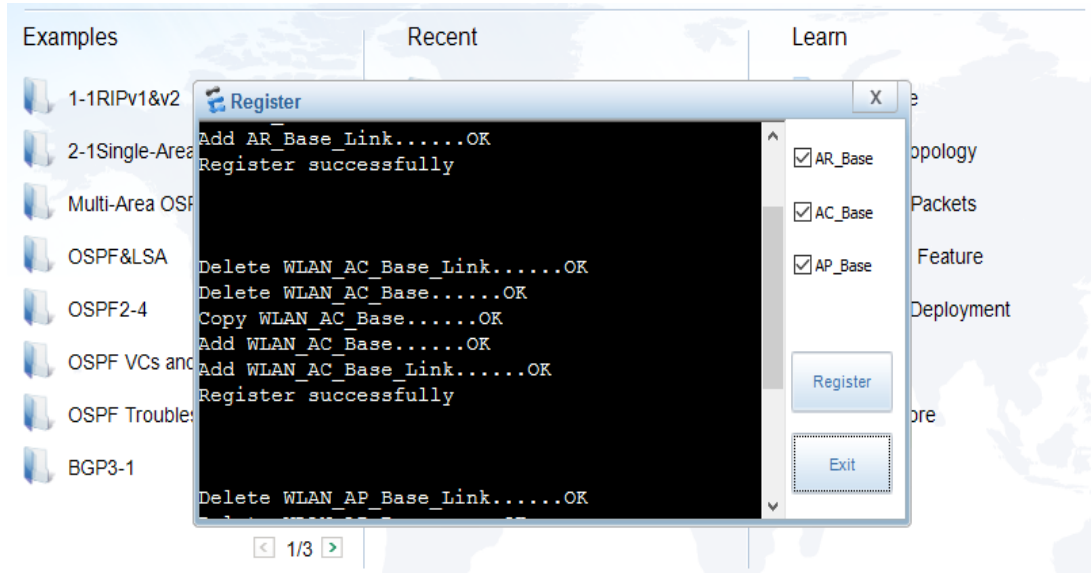 Examples
Recent
Learn
1-1RIPv1&v2
2-1Single-Area
Multi-Area OSP
OSPF&LSA
OSPF2-4
OSPF VCs and
OSPF Troubles
BGP3-1
1/3
Register
X
Add AR_Base_Link......OK
Register successfully
Delete WLAN_AC_Base_Link......OK
Delete WLAN_AC_Base......OK
Copy WLAN_AC_Base......OK
Add WLAN_AC_Base......OK
Add WLAN_AC_Base_Link......OK
Register successfully
Delete WLAN_AP_Base_Link......OK
AR_Base
AC_Base
AP_Base
Register
Exit
opology
Packets
Feature
Deployment